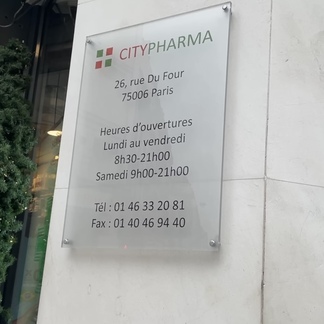 CITYPHARMA
26, rue Du Four
75006 Paris
Heures d'ouvertures
Lundi au vendredi
8h30-21h00
Samedi 9h00-21h00
Tél : 01 46 33 20 81
Fax : 01 40 46 94 40